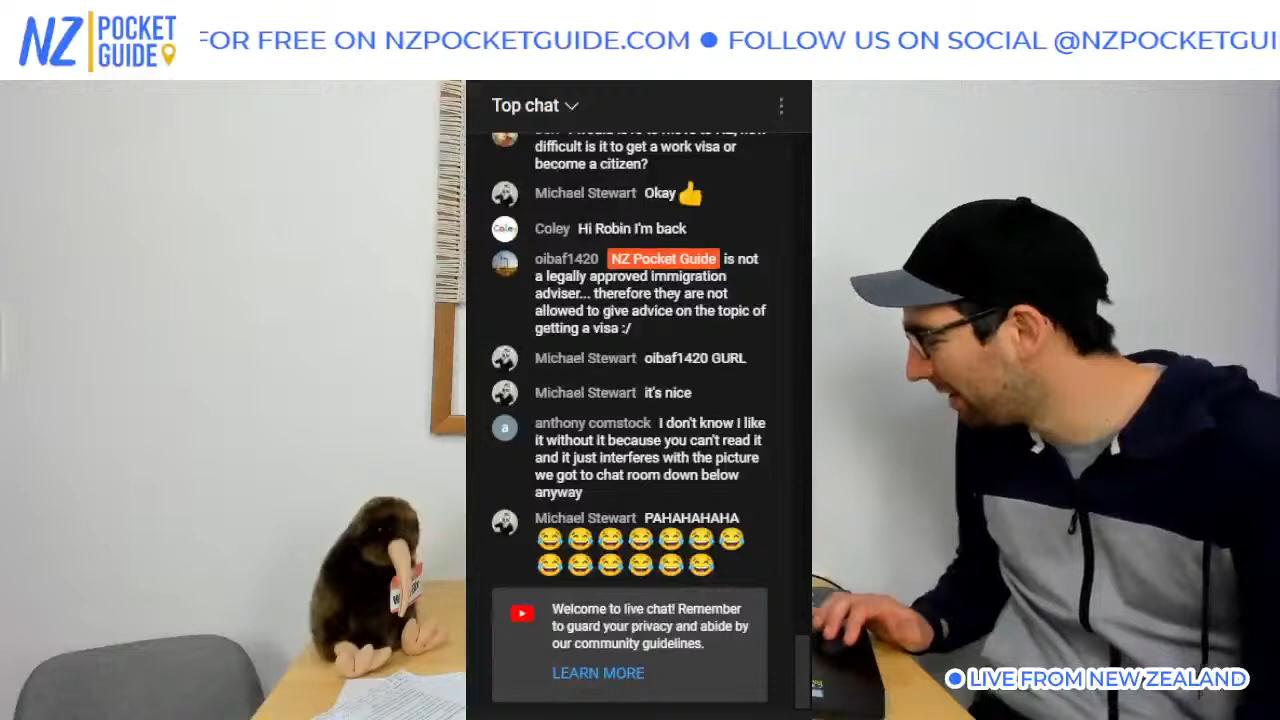 NZ POCKET GUIDE
FOR FREE ON NZPOCKETGUIDE.COM ● FOLLOW US ON SOCIAL @NZPOCKETGUI
Top chat
difficult is it to get a work visa or
become a citizen?
Michael Stewart Okay 👍
Coley Hi Robin I'm back
oibaf1420 NZ Pocket Guide is not
a legally approved immigration
adviser... therefore they are not
allowed to give advice on the topic of
getting a visa :/
Michael Stewart oibaf1420 GURL
Michael Stewart it's nice
anthony comstock I don't know I like
it without it because you can't read it
and it just interferes with the picture
we got to chat room down below
anyway
Michael Stewart PAHAHAHAHA
😂😂😂😂😂😂😂
😂😂😂😂😂😂
Welcome to live chat! Remember
to guard your privacy and abide by
our community guidelines.
LEARN MORE
● LIVE FROM NEW ZEALAND